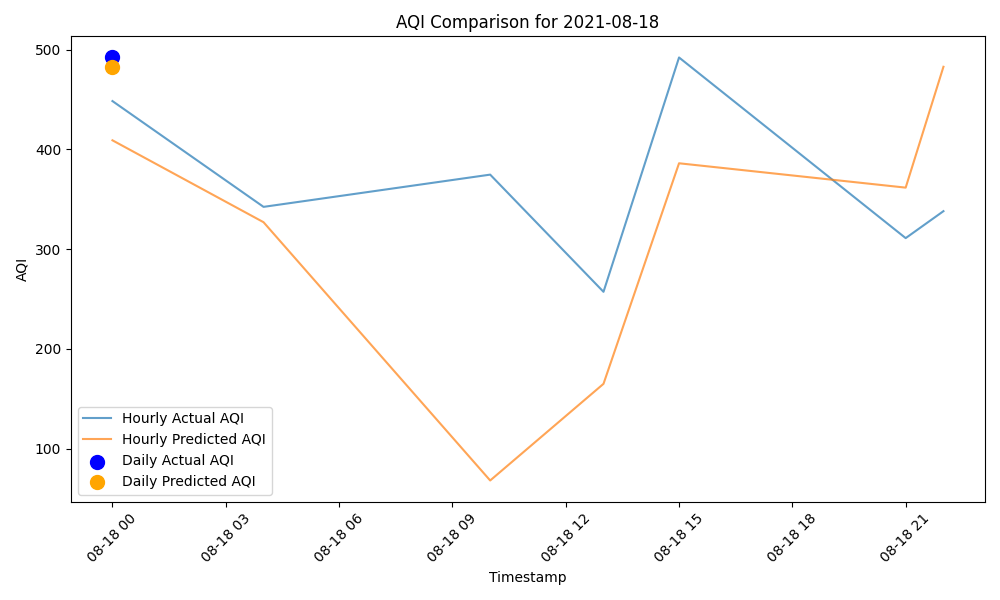 AQI Comparison for 2021-08-18
500
400
300
200
100
AQI
Hourly Actual AQI
Hourly Predicted AQI
Daily Actual AQI
Daily Predicted AQI
08-18 00
08-18 03
08-18 06
08-18 09
08-18 12
08-18 15
08-18 18
08-18 21
Timestamp